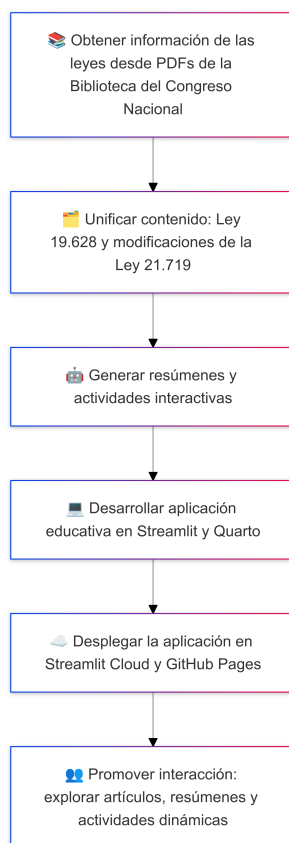 📚 Obtener información de las
leyes desde PDFs de la
Biblioteca del Congreso
Nacional
🗂️ Unificar contenido: Ley
19.628 y modificaciones de la
Ley 21.719
🤖 Generar resúmenes y
actividades interactivas
💻 Desarrollar aplicación
educativa en Streamlit y Quarto
☁️ Desplegar la aplicación en
Streamlit Cloud y GitHub Pages
👥 Promover interacción:
explorar artículos, resúmenes y
actividades dinámicas